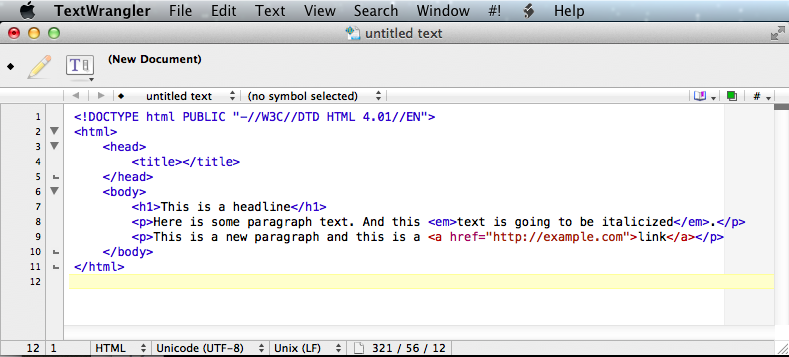 TextWrangler File Edit Text View Search Window #! Help
untitled text
T
(New Document)
untitled text (no symbol selected) #
1 <!DOCTYPE html PUBLIC "-//W3C//DTD HTML 4.01//EN">
2 <html>
3 <head>
4 <title></title>
5 </head>
6 <body>
7 <h1>This is a headline</h1>
8 <p>Here is some paragraph text. And this <em>text is going to be italicized</em>.</p>
9 <p>This is a new paragraph and this is a <a href="http://example.com">link</a></p>
10 </body>
11 </html>
12
12 1 HTML Unicode (UTF-8) Unix (LF) 321 / 56 / 12